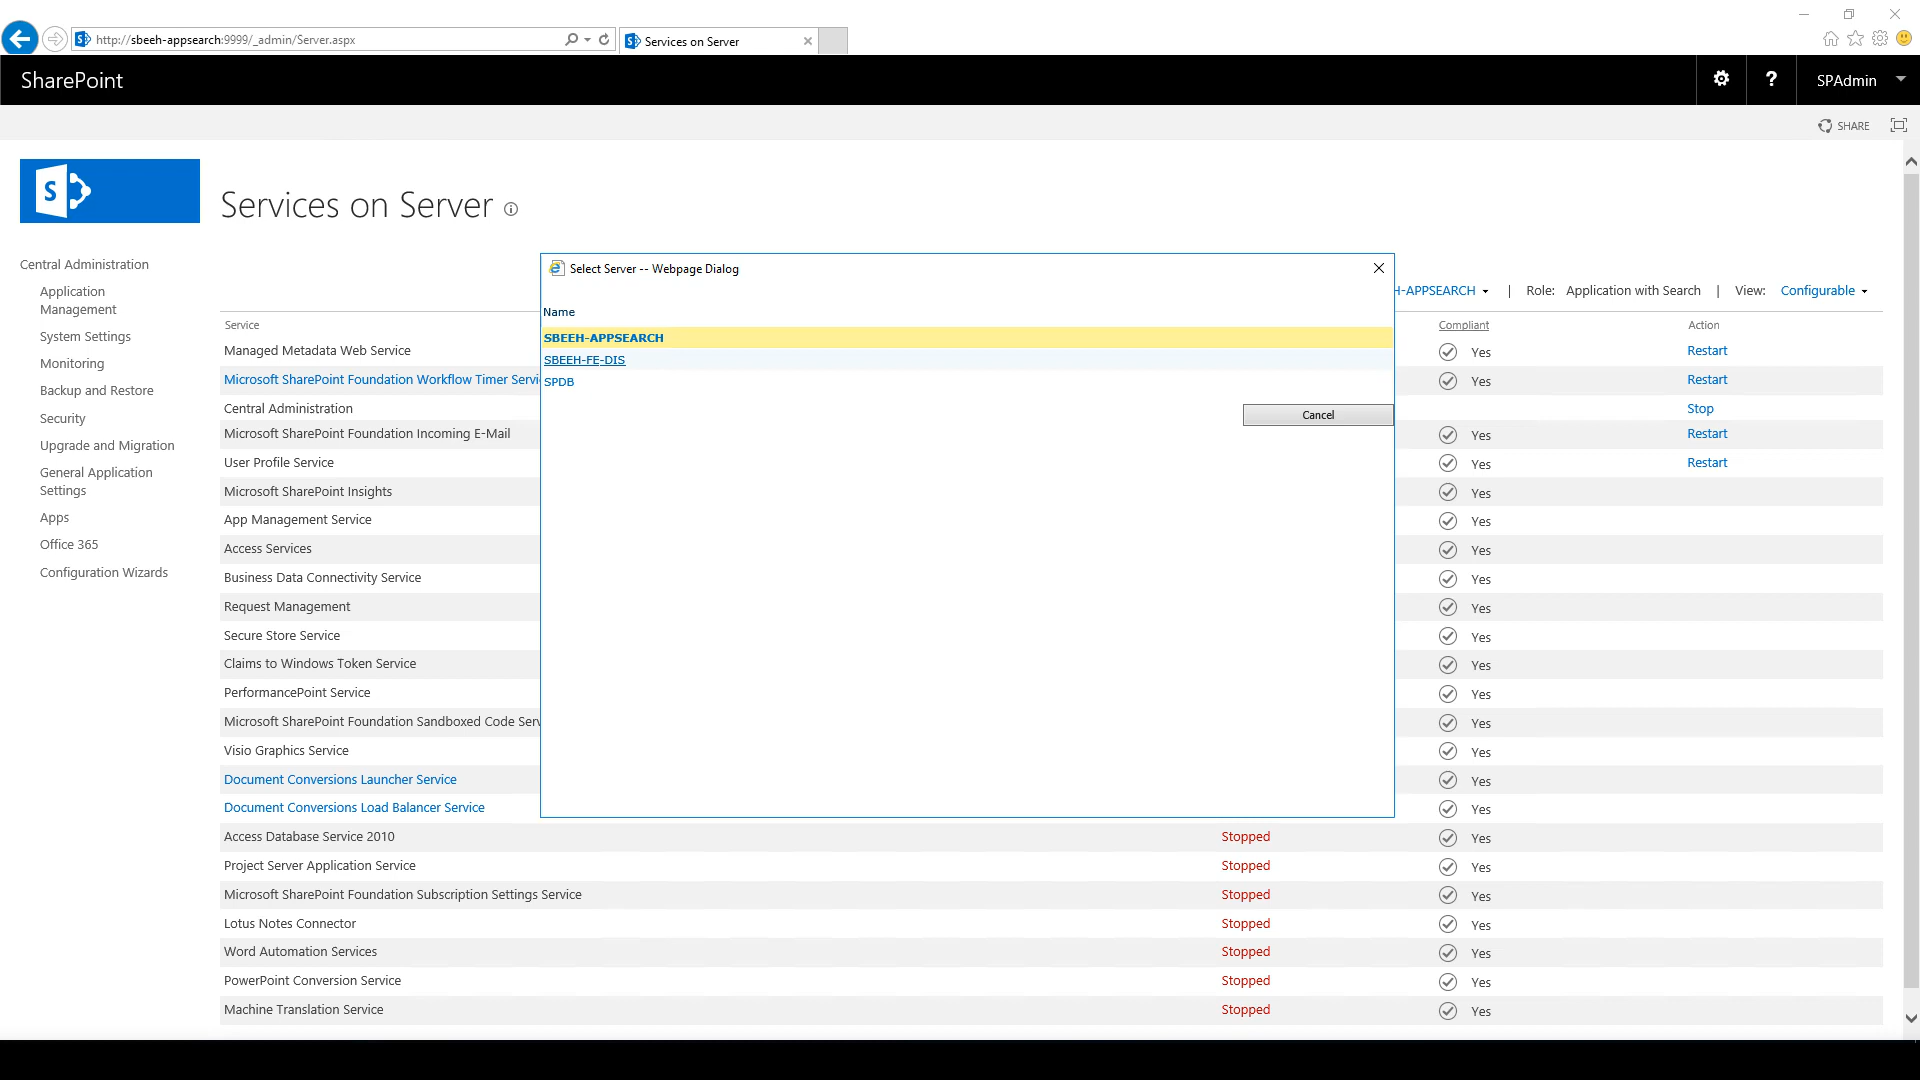 http://sbeeh-appsearch:9999/_admin/Server.aspx
Services on Server
SharePoint
?
SPAdmin
SHARE
S
Services on Server
Central Administration
Application
Management
System Settings
Monitoring
Backup and Restore
Security
Upgrade and Migration
General Application
Settings
Apps
Office 365
Configuration Wizards
Select Server -- Webpage Dialog
Name
SBEEH-APPSEARCH
SBEEH-FE-DIS
SPDB
Cancel
H-APPSEARCH | Role: Application with Search | View: Configurable
Service Compliant Action
Managed Metadata Web Service Yes Restart
Microsoft SharePoint Foundation Workflow Timer Servi Yes Restart
Central Administration Stop
Microsoft SharePoint Foundation Incoming E-Mail Yes Restart
User Profile Service Yes Restart
Microsoft SharePoint Insights Yes
App Management Service Yes
Access Services Yes
Business Data Connectivity Service Yes
Request Management Yes
Secure Store Service Yes
Claims to Windows Token Service Yes
PerformancePoint Service Yes
Microsoft SharePoint Foundation Sandboxed Code Serv Yes
Visio Graphics Service Yes
Document Conversions Launcher Service Yes
Document Conversions Load Balancer Service Yes
Access Database Service 2010 Stopped Yes
Project Server Application Service Stopped Yes
Microsoft SharePoint Foundation Subscription Settings Service Stopped Yes
Lotus Notes Connector Stopped Yes
Word Automation Services Stopped Yes
PowerPoint Conversion Service Stopped Yes
Machine Translation Service Stopped Yes